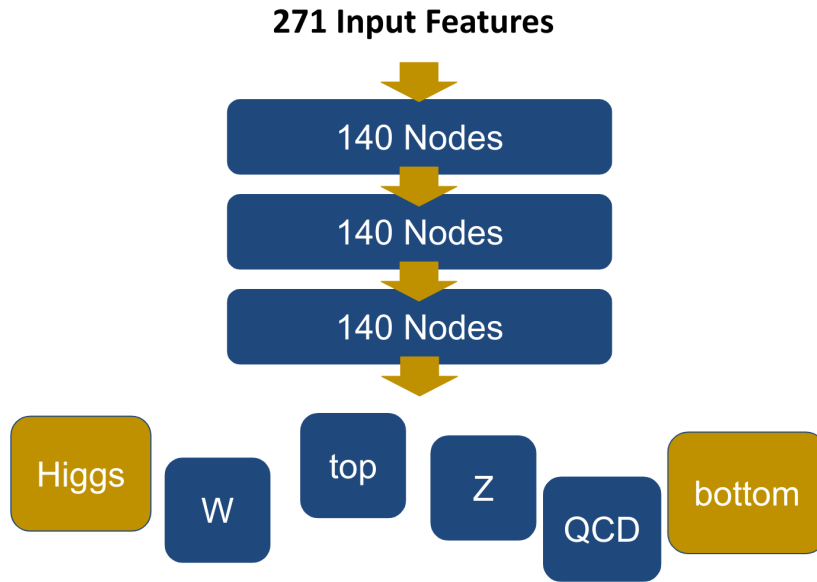 271 Input Features
140 Nodes
140 Nodes
140 Nodes
Higgs
W
top
Z
QCD
bottom